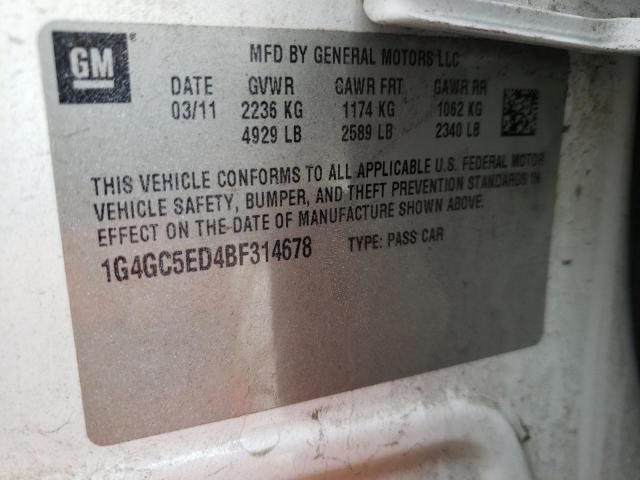 GM ®
MFD BY GENERAL MOTORS LLC
DATE GVWR GAWR FRT GAWR RR
03/11 2236 KG 1174 KG 1062 KG
4929 LB 2589 LB 2340 LB
THIS VEHICLE CONFORMS TO ALL APPLICABLE U.S. FEDERAL MOTOR
VEHICLE SAFETY, BUMPER, AND THEFT PREVENTION STANDARDS IN
EFFECT ON THE DATE OF MANUFACTURE SHOWN ABOVE.
1G4GC5ED4BF314678 TYPE: PASS CAR